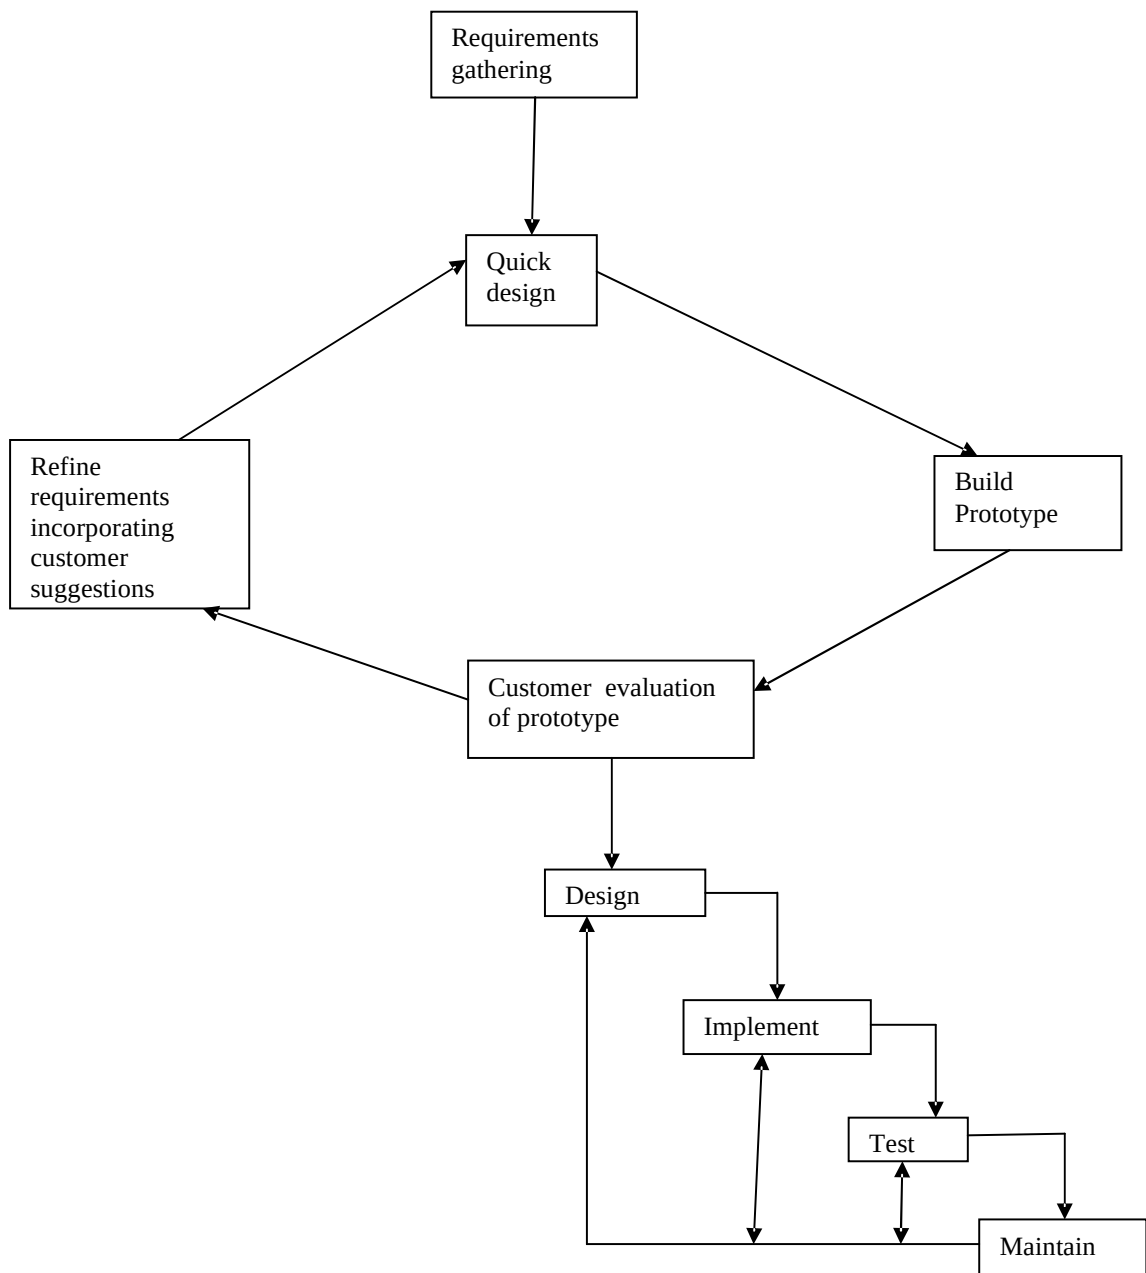 Requirements
gathering
Quick
design
Refine
requirements
incorporating
customer
suggestions
Build
Prototype
Customer evaluation
of prototype
Design
Implement
Test
Maintain